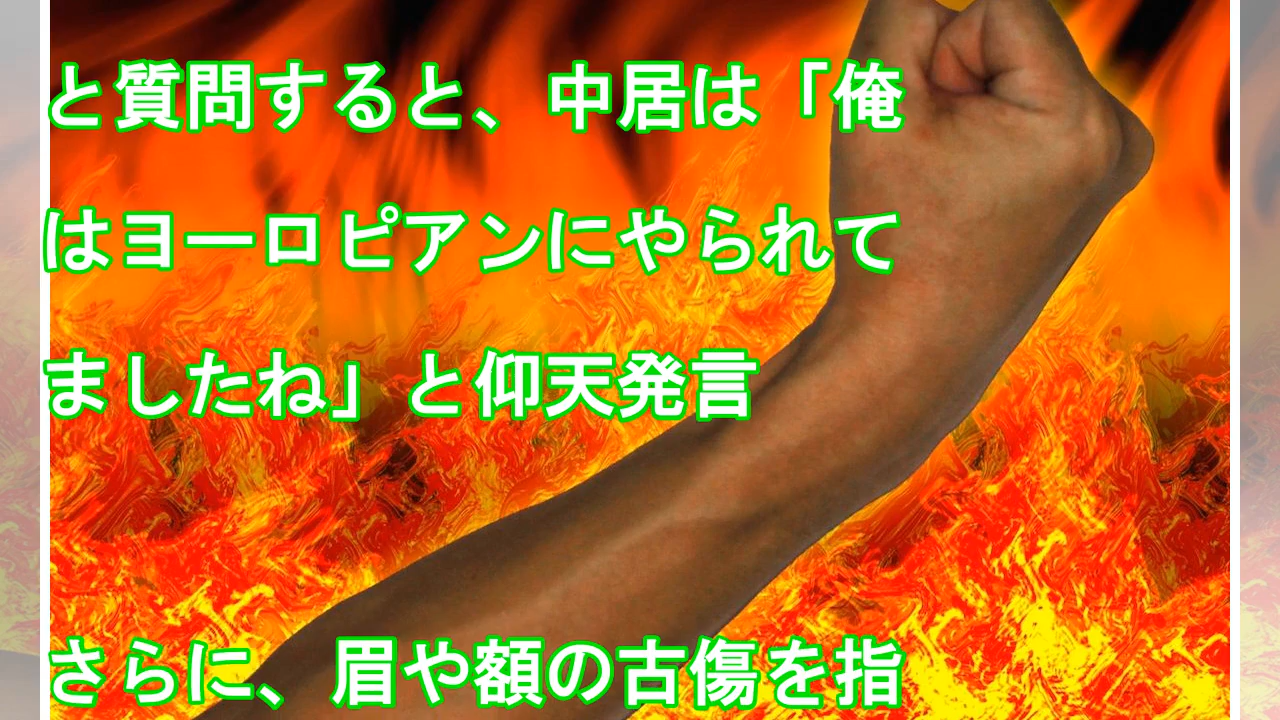 と質問すると、中居は「俺
はヨーロピアンにやられて
ましたね」と仰天発言
さらに、眉や額の古傷を指